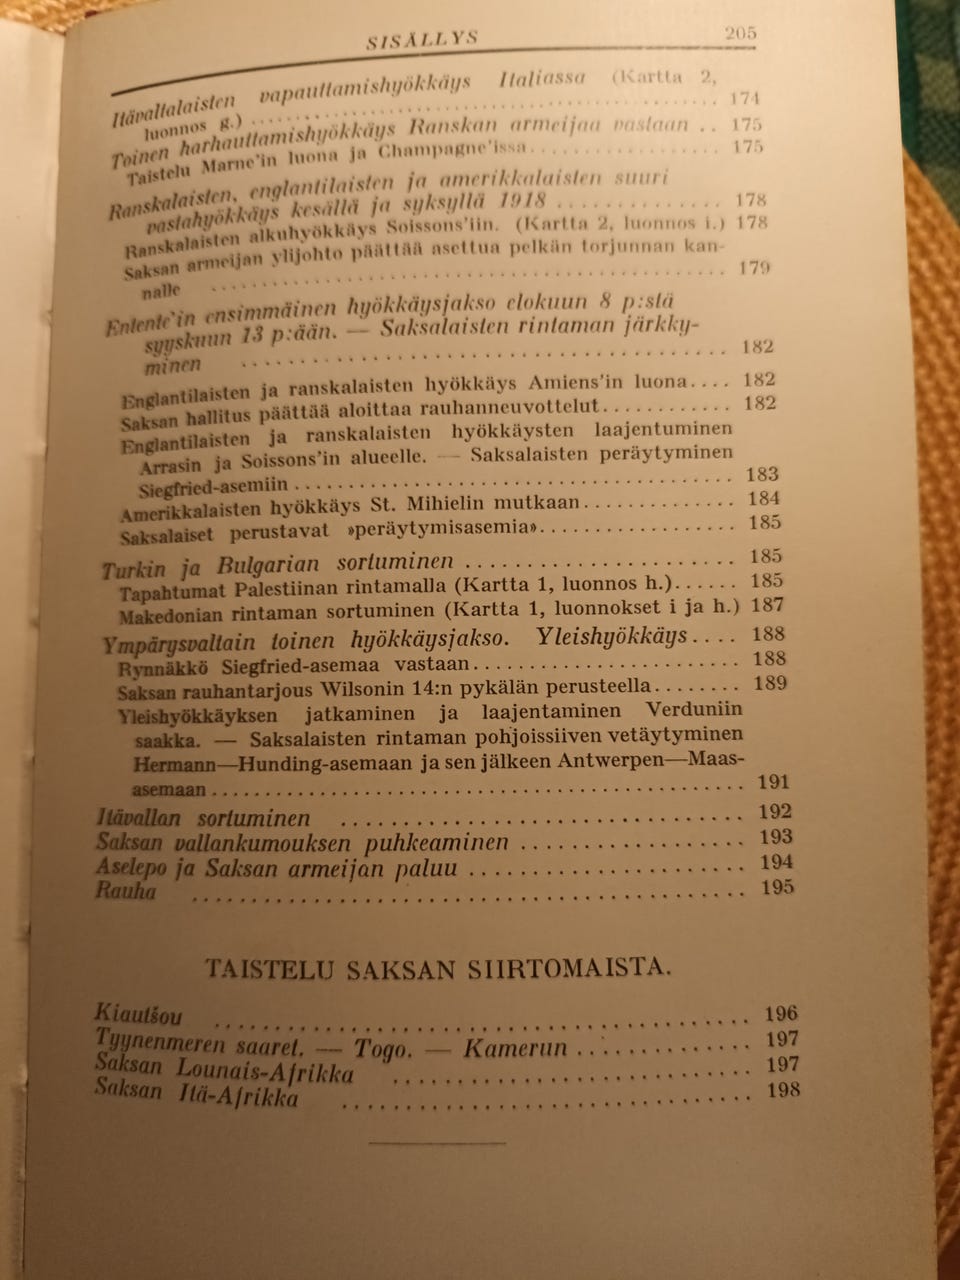 SISÄLLYS 205
Itävaltalaisten vapauttamishyökkäys Italiassa (Kartta 2,
luonnos g.) 174
Toinen harhauttamishyökkäys Ranskan armeijaa vastaan .. 175
Taistelu Marne'in luona ja Champagne'issa 175
Ranskalaisten, englantilaisten ja amerikkalaisten suuri
vastahyökkäys kesällä ja syksyllä 1918 178
Ranskalaisten alkuhyökkäys Soissons'iin. (Kartta 2, luonnos i.) 178
Saksan armeijan ylijohto päättää asettua pelkän torjunnan kan-
nalle 179
Entente'in ensimmäinen hyökkäysjakso elokuun 8 p:stä
syyskuun 13 p:ään. — Saksalaisten rintaman järkky-
minen 182
Englantilaisten ja ranskalaisten hyökkäys Amiens'in luona.... 182
Saksan hallitus päättää aloittaa rauhanneuvottelut 182
Englantilaisten ja ranskalaisten hyökkäysten laajentuminen
Arrasin ja Soissons'in alueelle. — Saksalaisten peräytyminen
Siegfried-asemiin 183
Amerikkalaisten hyökkäys St. Mihielin mutkaan 184
Saksalaiset perustavat »peräytymisasemia» 185
Turkin ja Bulgarian sortuminen 185
Tapahtumat Palestiinan rintamalla (Kartta 1, luonnos h.) 185
Makedonian rintaman sortuminen (Kartta 1, luonnokset i ja h.) 187
Ympärysvaltain toinen hyökkäysjakso. Yleishyökkäys.... 188
Rynnäkkö Siegfried-asemaa vastaan 188
Saksan rauhantarjous Wilsonin 14:n pykälän perusteella 189
Yleishyökkäyksen jatkaminen ja laajentaminen Verduniin
saakka. — Saksalaisten rintaman pohjoissiiven vetäytyminen
Hermann—Hunding-asemaan ja sen jälkeen Antwerpen—Maas-
asemaan 191
Itävallan sortuminen 192
Saksan vallankumouksen puhkeaminen 193
Aselepo ja Saksan armeijan paluu 194
Rauha 195
TAISTELU SAKSAN SIIRTOMAISTA.
Kiautšou 196
Tyynenmeren saaret. — Togo. — Kamerun 197
Saksan Lounais-Afrikka 197
Saksan Itä-Afrikka 198